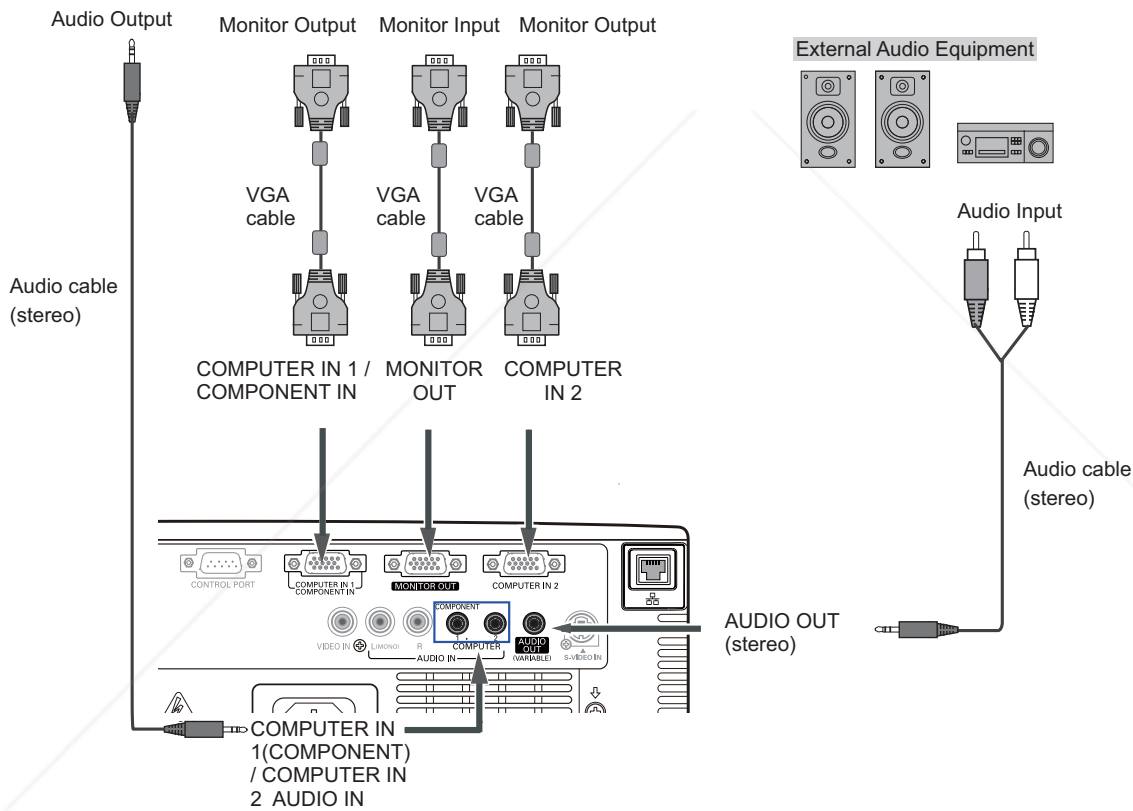 Audio Output
Monitor Output
Monitor Input
Monitor Output
External Audio Equipment
VGA
cable
VGA
cable
VGA
cable
Audio Input
Audio cable
(stereo)
COMPUTER IN 1 /
COMPONENT IN
MONITOR
OUT
COMPUTER
IN 2
Audio cable
(stereo)
CONTROL PORT
COMPUTER IN 1
COMPONENT IN
MONITOR OUT
COMPUTER IN 2
COMPONENT
1
2
VIDEO IN
L(MONO)
R
COMPUTER
AUDIO IN
AUDIO
OUT
(VARIABLE)
S-VIDEO IN
AUDIO OUT
(stereo)
COMPUTER IN
1(COMPONENT)
/ COMPUTER IN
2 AUDIO IN